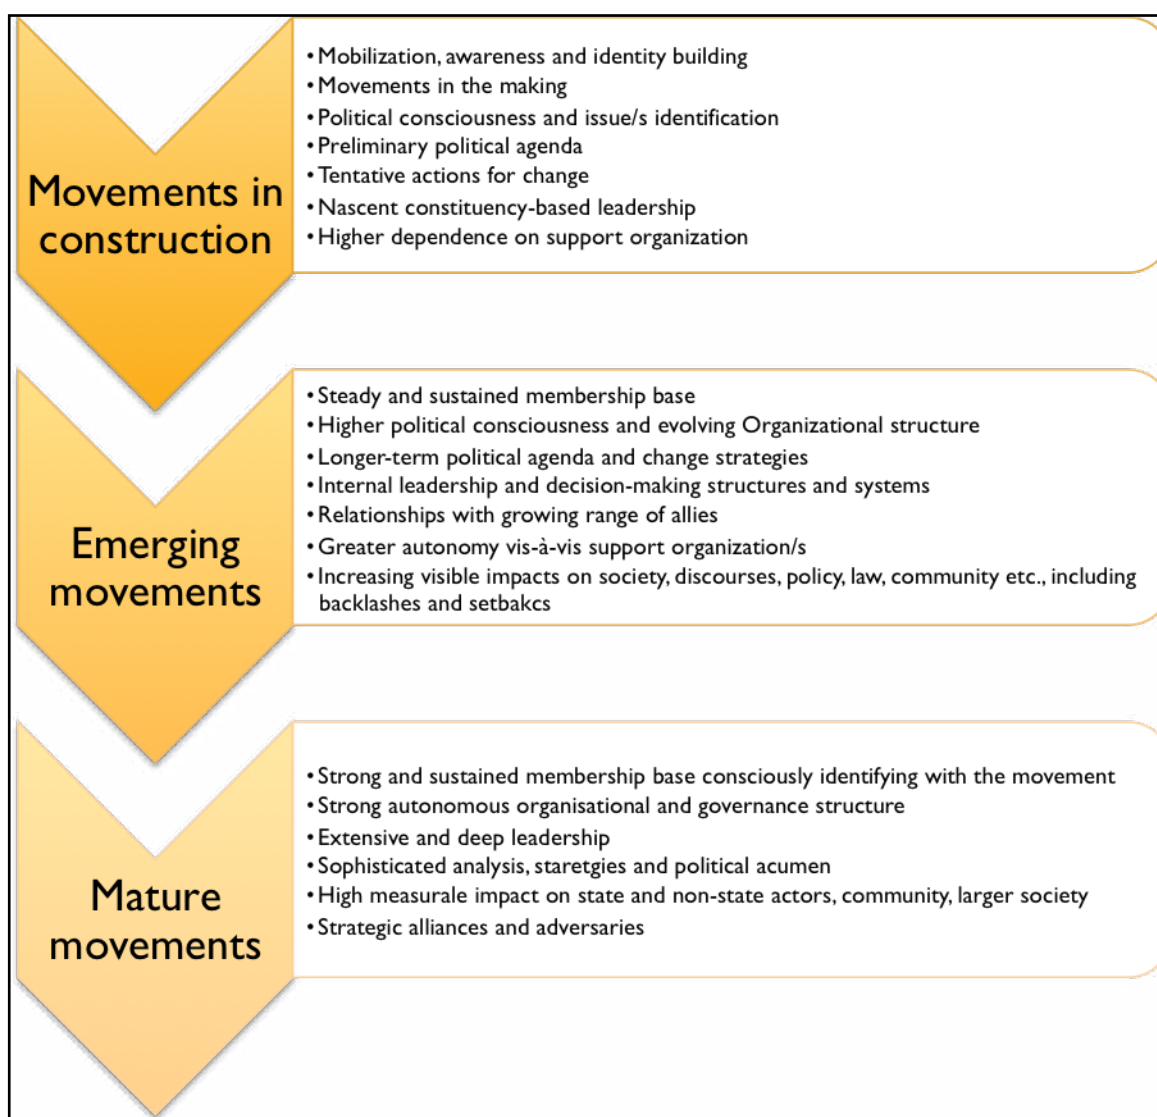 Movements in
construction
• Mobilization, awareness and identity building
• Movements in the making
• Political consciousness and issue/s identification
• Preliminary political agenda
• Tentative actions for change
• Nascent constituency-based leadership
• Higher dependence on support organization
Emerging
movements
• Steady and sustained membership base
• Higher political consciousness and evolving Organizational structure
• Longer-term political agenda and change strategies
• Internal leadership and decision-making structures and systems
• Relationships with growing range of allies
• Greater autonomy vis-à-vis support organization/s
• Increasing visible impacts on society, discourses, policy, law, community etc., including
backlashes and setbakcs
Mature
movements
• Strong and sustained membership base consciously identifying with the movement
• Strong autonomous organisational and governance structure
• Extensive and deep leadership
• Sophisticated analysis, staretgies and political acumen
• High measurale impact on state and non-state actors, community, larger society
• Strategic alliances and adversaries